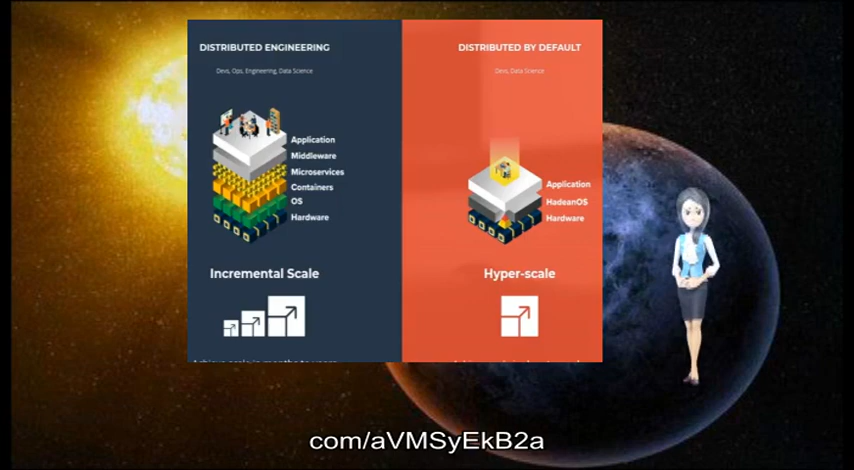 DISTRIBUTED ENGINEERING
Devs, Ops, Engineering, Data Science
Application
Middleware
Microservices
Containers
OS
Hardware
Incremental Scale
DISTRIBUTED BY DEFAULT
Devs, Data Science
Application
HadeanOS
Hardware
Hyper-scale
com/aVMSyEkB2a